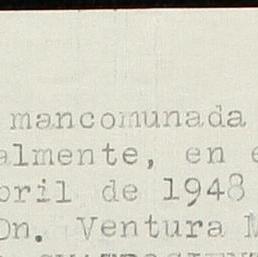 mancomunada
almente, en
bril de 1948
Dn. Ventura M